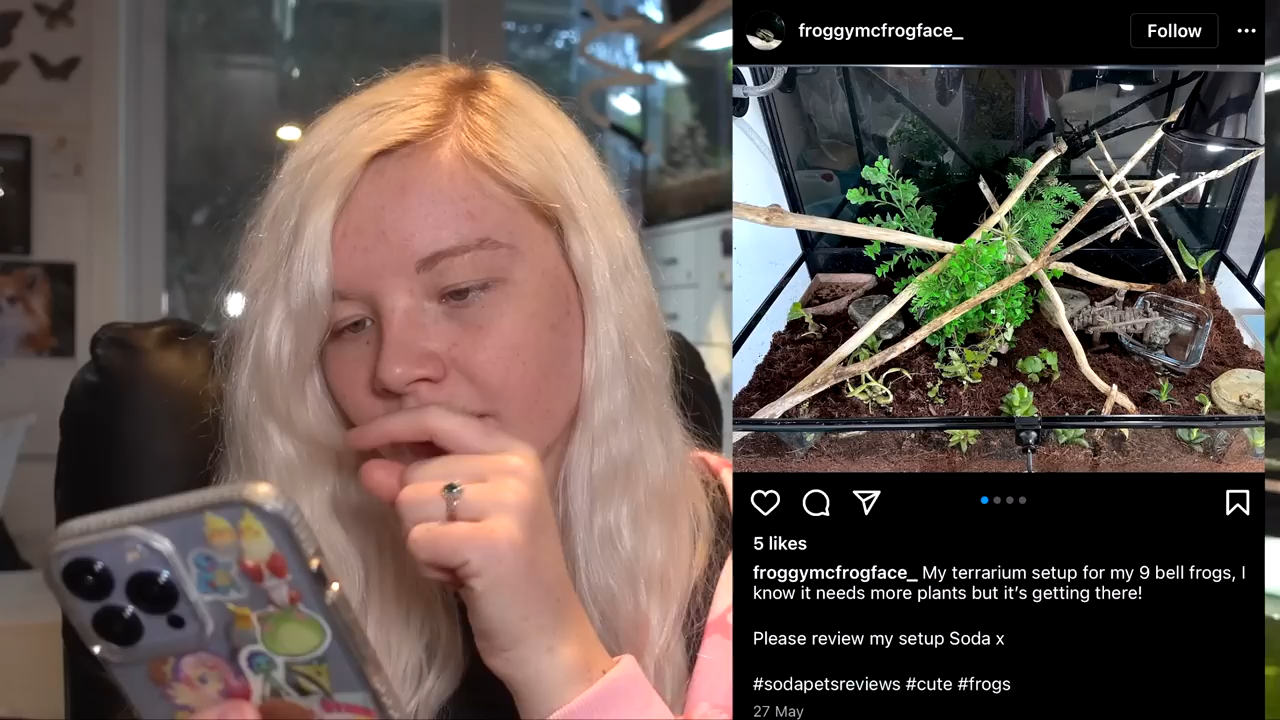 froggymcfrogface_
Follow
5 likes
froggymcfrogface_ My terrarium setup for my 9 bell frogs, I
know it needs more plants but it’s getting there!
Please review my setup Soda x
#sodapetsreviews #cute #frogs
27 May